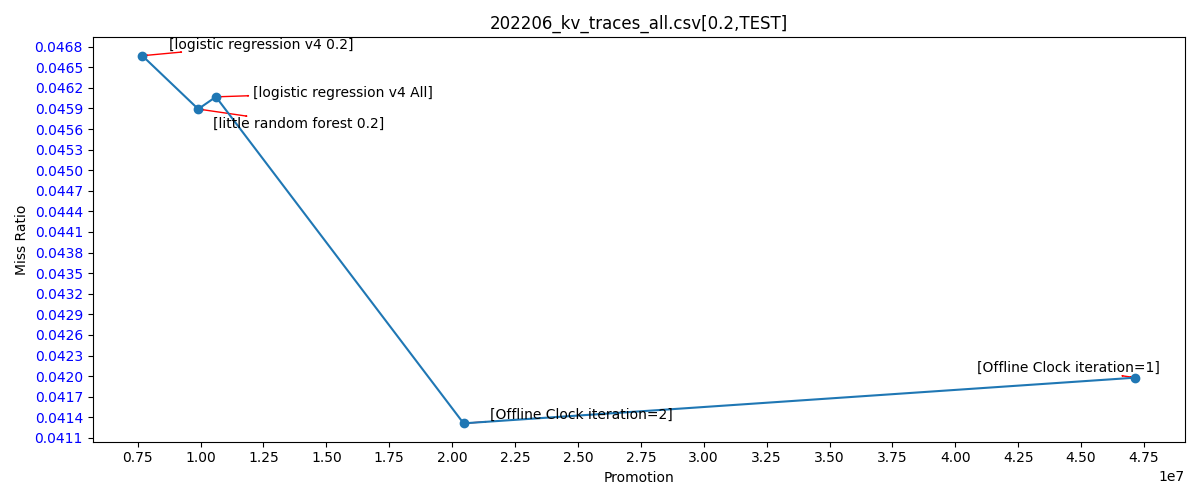 202206_kv_traces_all.csv[0.2,TEST]
0.0468
0.0465
0.0462
0.0459
0.0456
0.0453
0.0450
0.0447
0.0444
0.0441
0.0438
0.0435
0.0432
0.0429
0.0426
0.0423
0.0420
0.0417
0.0414
0.0411
Miss Ratio
[logistic regression v4 0.2]
[logistic regression v4 All]
[little random forest 0.2]
[Offline Clock iteration=1]
[Offline Clock iteration=2]
0.75 1.00 1.25 1.50 1.75 2.00 2.25 2.50 2.75 3.00 3.25 3.50 3.75 4.00 4.25 4.50 4.75
1e7
Promotion